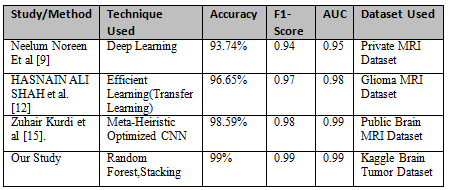 Study/Method Technique Used Accuracy F1-Score AUC Dataset Used
Neelum Noreen Et al [9] Deep Learning 93.74% 0.94 0.95 Private MRI Dataset
HASNAIN ALI SHAH et al. [12] Efficient Learning(Transfer Learning) 96.65% 0.97 0.98 Glioma MRI Dataset
Zuhair Kurdi et al [15]. Meta-Heiristic Optimized CNN 98.59% 0.98 0.99 Public Brain MRI Dataset
Our Study Random Forest,Stacking 99% 0.99 0.99 Kaggle Brain Tumor Dataset